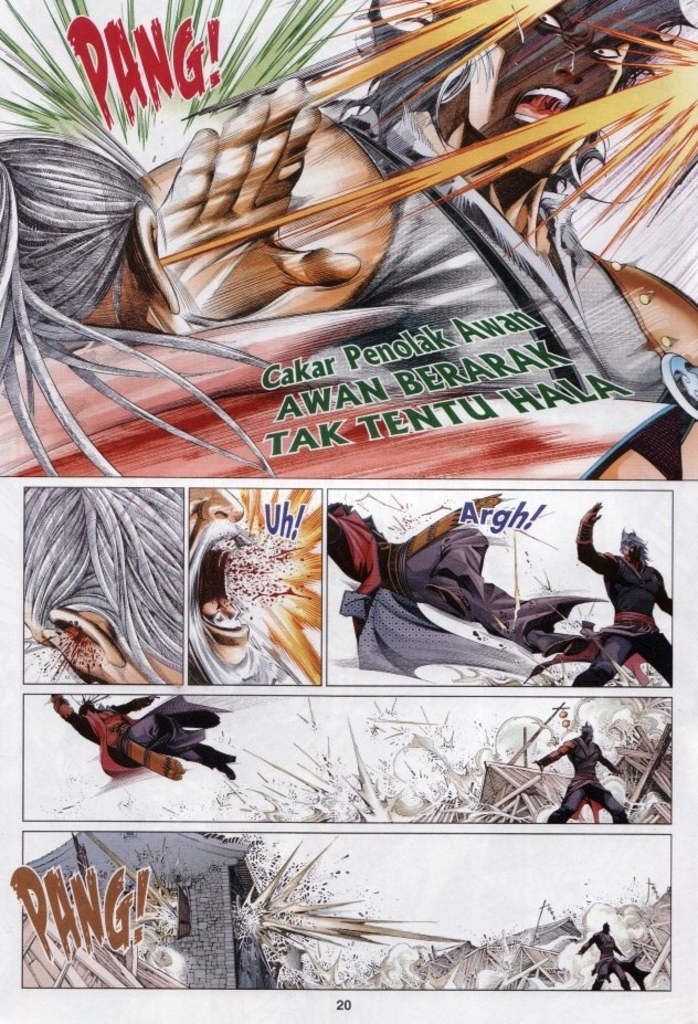 PANG!
Cakar Penolak Awan
AWAN BERARAK
TAK TENTU HALA
Uh!
Argh!
PANG!
20